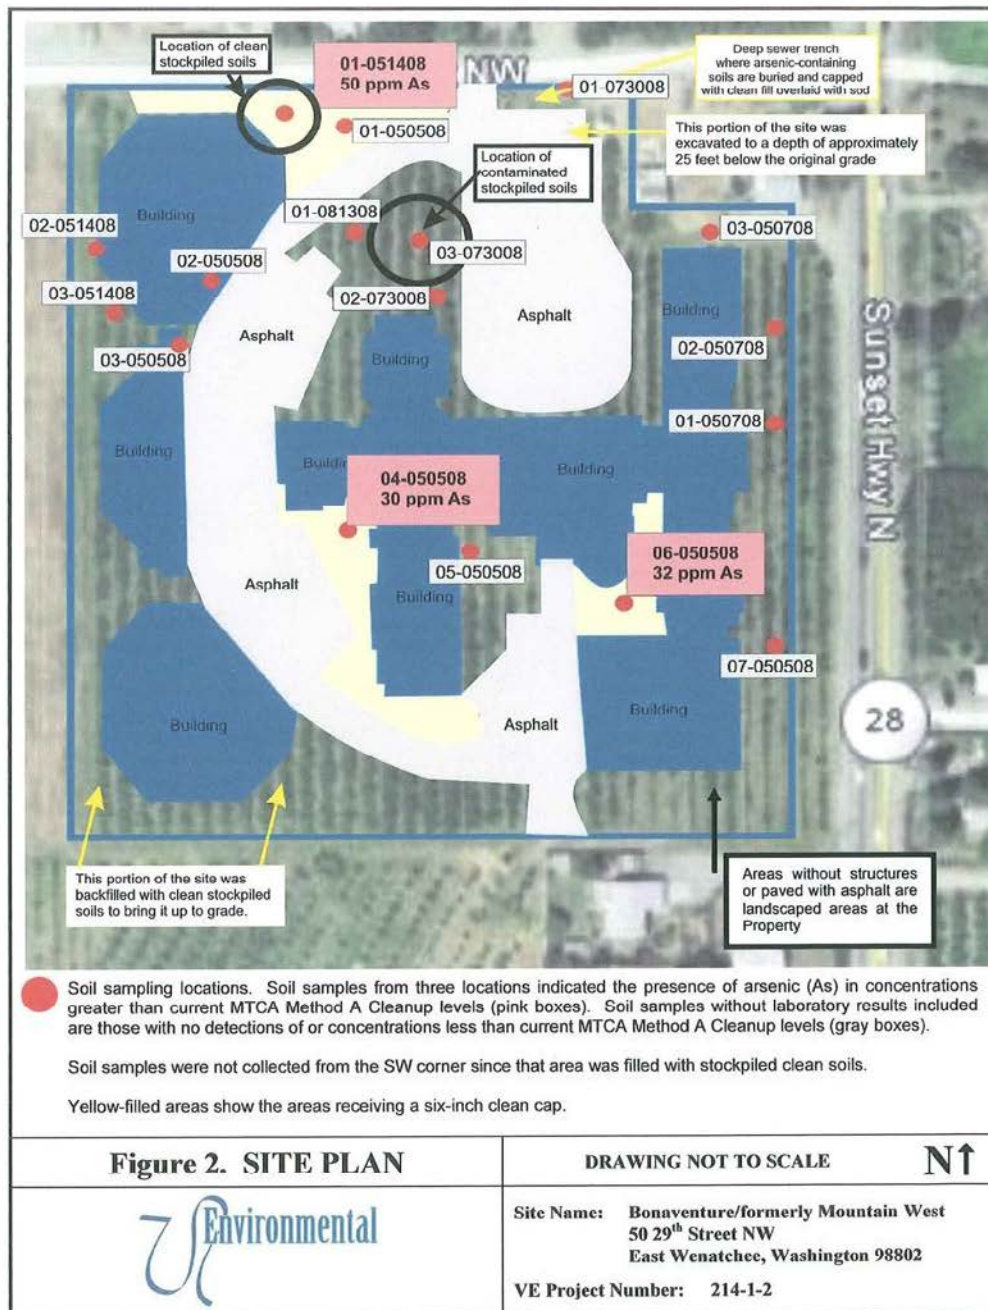 Location of clean
stockpiled soils
01-051408
50 ppm As
NW
Deep sewer trench
where arsenic-containing
soils are buried and capped
with clean fill overlaid with sod
01-073008
01-050508
This portion of the site was
excavated to a depth of approximately
25 feet below the original grade
Location of
contaminated
stockpiled soils
Building
01-081308
02-051408
03-050708
03-073008
02-050508
02-073008
03-051408
Asphalt
Asphalt
Building
Sunset Hwy N
02-050708
03-050508
Building
01-050708
Building
Building
Building
04-050508
30 ppm As
06-050508
32 ppm As
05-050508
Asphalt
Building
Building
07-050508
Building
Building
Asphalt
28
This portion of the site was
backfilled with clean stockpiled
soils to bring it up to grade.
Areas without structures
or paved with asphalt are
landscaped areas at the
Property
Soil sampling locations. Soil samples from three locations indicated the presence of arsenic (As) in concentrations
greater than current MTCA Method A Cleanup levels (pink boxes). Soil samples without laboratory results included
are those with no detections of or concentrations less than current MTCA Method A Cleanup levels (gray boxes).
Soil samples were not collected from the SW corner since that area was filled with stockpiled clean soils.
Yellow-filled areas show the areas receiving a six-inch clean cap.
Figure 2. SITE PLAN
DRAWING NOT TO SCALE
N↑
Environmental
Site Name: Bonaventure/formerly Mountain West
50 29th Street NW
East Wenatchee, Washington 98802
VE Project Number: 214-1-2